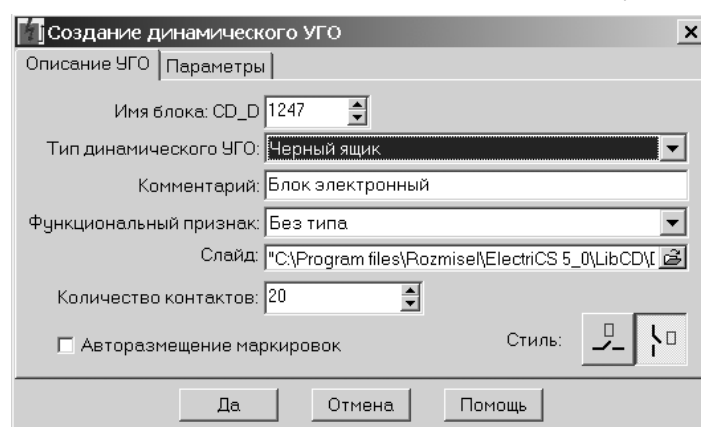 Создание динамического УГО
Описание УГО Параметры
Имя блока: CD_D 1247
Тип динамического УГО: Черный ящик
Комментарий: Блок электронный
Функциональный признак: Без типа
Слайд: "C:\Program files\Rozmisel\ElectriCS 5_0\LibCD\
Количество контактов: 20
Авторазмещение маркировок Стиль:
Да Отмена Помощь